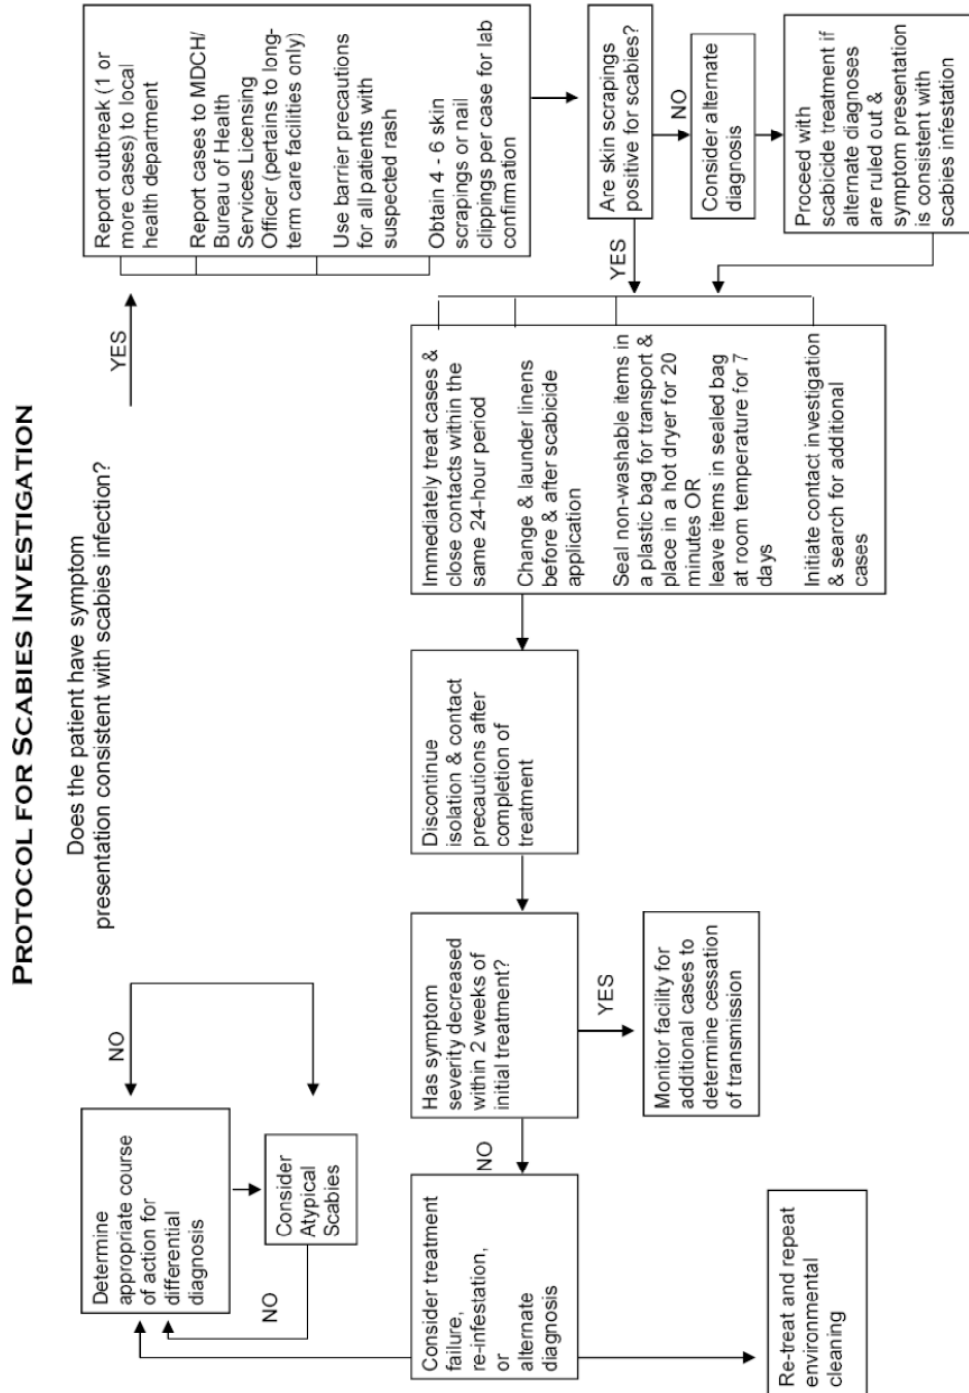 PROTOCOL FOR SCABIES INVESTIGATION
Does the patient have symptom
presentation consistent with scabies infection?
NO
YES
Determine
appropriate course
of action for
differential
diagnosis
NO
Consider
Atypical
Scabies
Report outbreak (1 or
more cases) to local
health department
Report cases to MDCH/
Bureau of Health
Services Licensing
Officer (pertains to long-
term care facilities only)
Use barrier precautions
for all patients with
suspected rash
Obtain 4 - 6 skin
scrapings or nail
clippings per case for lab
confirmation
Are skin scrapings
positive for scabies?
NO
Consider alternate
diagnosis
Proceed with
scabicide treatment if
alternate diagnoses
are ruled out &
symptom presentation
is consistent with
scabies infestation
YES
Immediately treat cases &
close contacts within the
same 24-hour period
Change & launder linens
before & after scabicide
application
Seal non-washable items in
a plastic bag for transport &
place in a hot dryer for 20
minutes OR
leave items in sealed bag
at room temperature for 7
days
Initiate contact investigation
& search for additional
cases
Discontinue
isolation & contact
precautions after
completion of
treatment
Has symptom
severity decreased
within 2 weeks of
initial treatment?
YES
Monitor facility for
additional cases to
determine cessation
of transmission
NO
Consider treatment
failure,
re-infestation,
or
alternate
diagnosis
Re-treat and repeat
environmental
cleaning